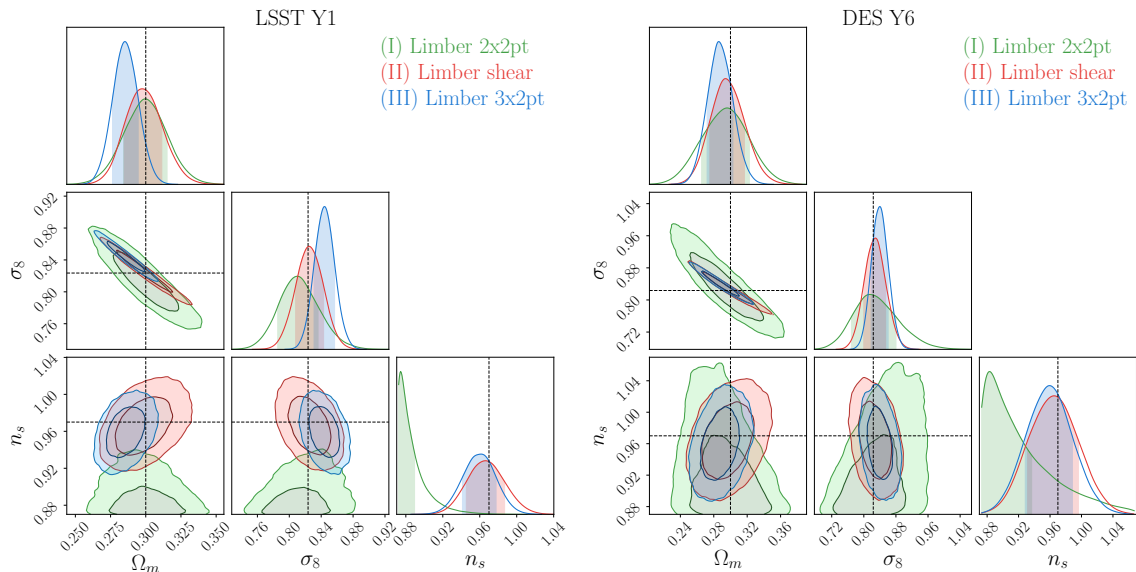 LSST Y1
(I) Limber 2x2pt
(II) Limber shear
(III) Limber 3x2pt
σ8
0.92
0.88
0.84
0.80
0.76
ns
1.04
1.00
0.96
0.92
0.88
0.250
0.275
0.300
0.325
0.350
Ωm
0.76
0.80
0.84
0.88
0.92
σ8
0.88
0.92
0.96
1.00
1.04
ns
DES Y6
(I) Limber 2x2pt
(II) Limber shear
(III) Limber 3x2pt
σ8
1.04
0.96
0.88
0.80
0.72
ns
1.04
1.00
0.96
0.92
0.88
0.24
0.28
0.32
0.36
Ωm
0.72
0.80
0.88
0.96
1.04
σ8
0.88
0.92
0.96
1.00
1.04
ns